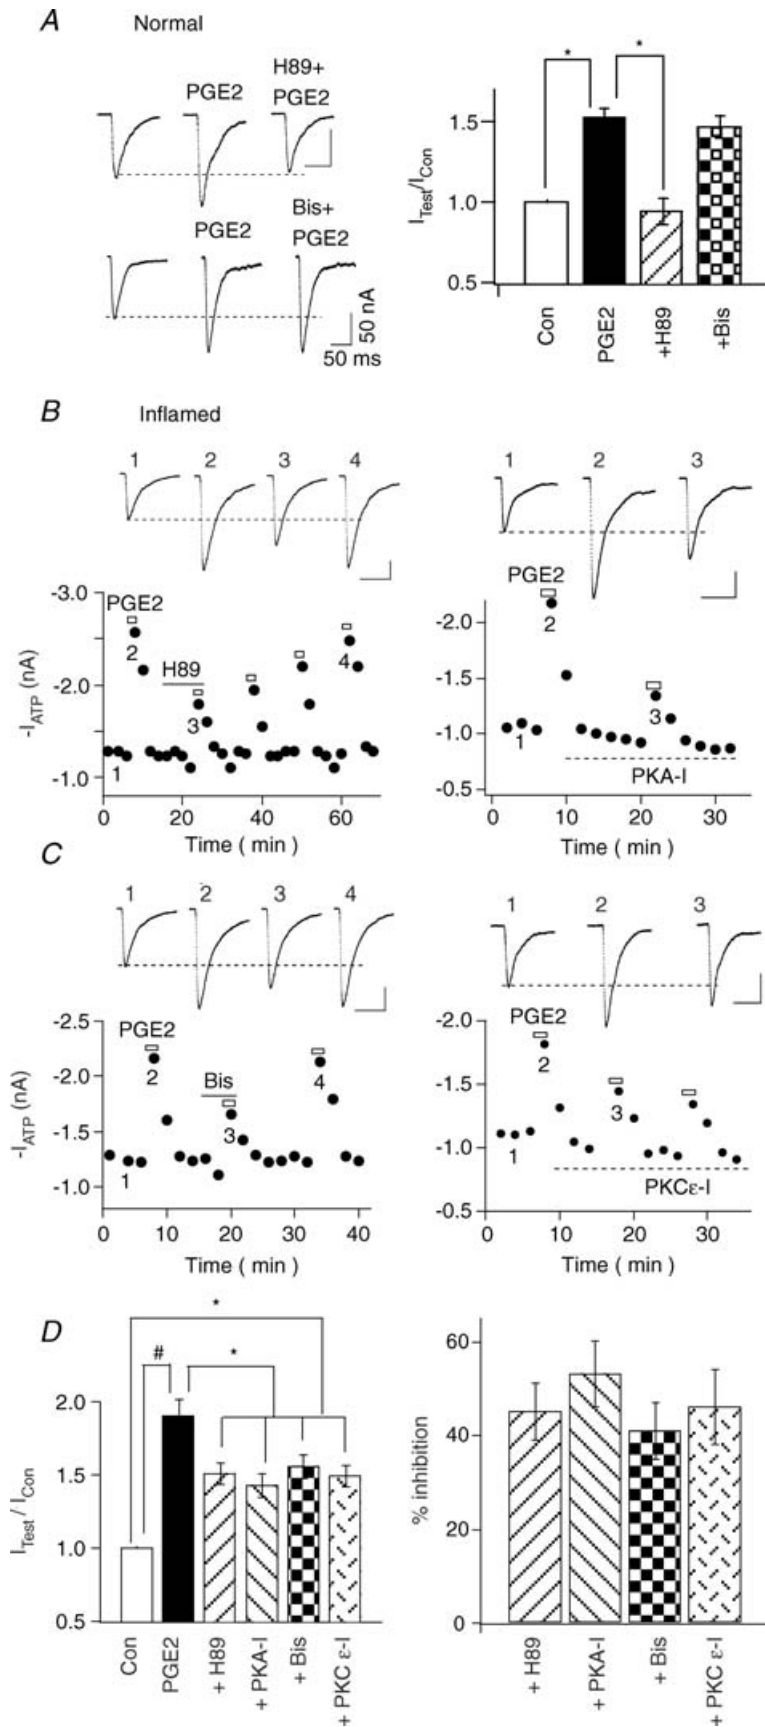 A Normal
PGE2
H89+
PGE2
PGE2
Bis+
PGE2
50 nA
50 ms
* *
I_Test/I_Con
1.5
1.0
0.5
Con
PGE2
+H89
+Bis
B Inflamed
1 2 3 4
-I_ATP (nA)
-3.0
-2.0
-1.0
PGE2
2
H89
3
4
1
0 20 40 60
Time ( min )
1 2 3
PGE2
-2.0
-1.5
-1.0
-0.5
2
1
3
PKA-I
0 10 20 30
Time ( min )
C
1 2 3 4
-I_ATP (nA)
-2.5
-2.0
-1.5
-1.0
PGE2
2
Bis
3
4
1
0 10 20 30 40
Time ( min )
1 2 3
-2.0
-1.5
-1.0
-0.5
PGE2
2
1
3
PKCε-I
0 10 20 30
Time ( min )
D
*
# *
I_Test / I_Con
2.0
1.5
1.0
0.5
Con
PGE2
+ H89
+ PKA-I
+ Bis
+ PKC ε-I
% inhibition
60
40
20
0
+ H89
+ PKA-I
+ Bis
+ PKC ε-I